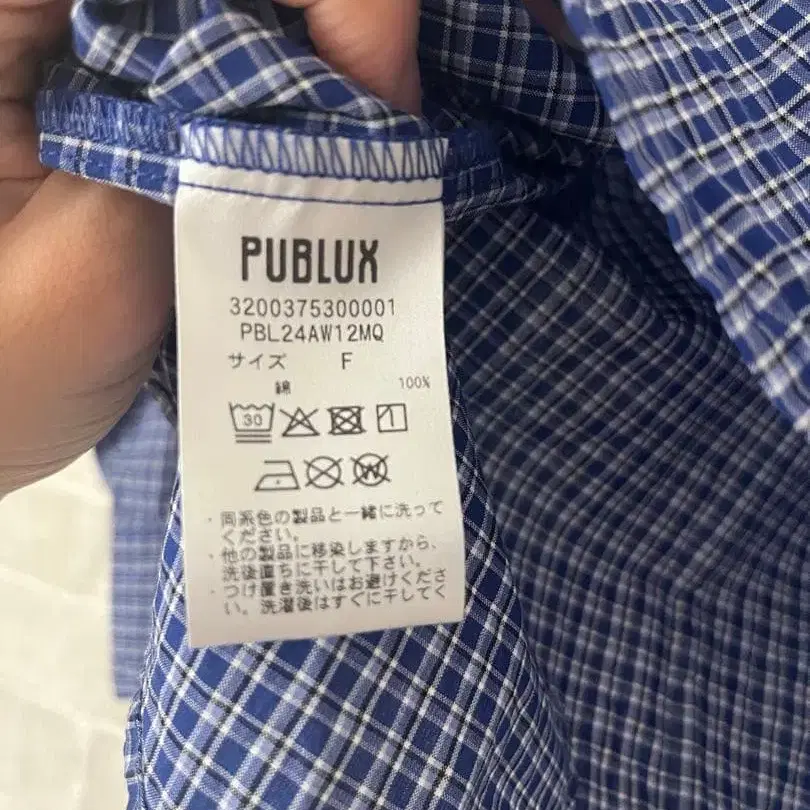 PUBLUX
3200375300001
PBL24AW12MQ
サイズ F
綿 100%
30
W
・同系色の製品と一緒に洗って
ください。
・他の製品に移染しますから、
洗後直ちに干して下さい。
・つけ置き洗いはお避けくださ
い。洗濯後はすぐに干してく